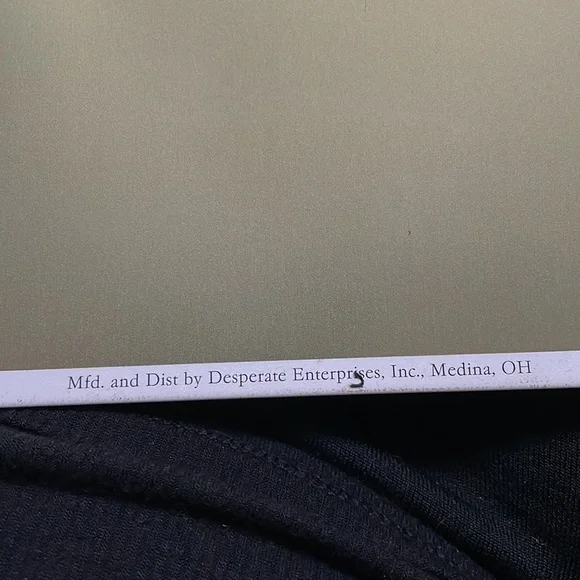 Mfd. and Dist by Desperate Enterprises, Inc., Medina, OH